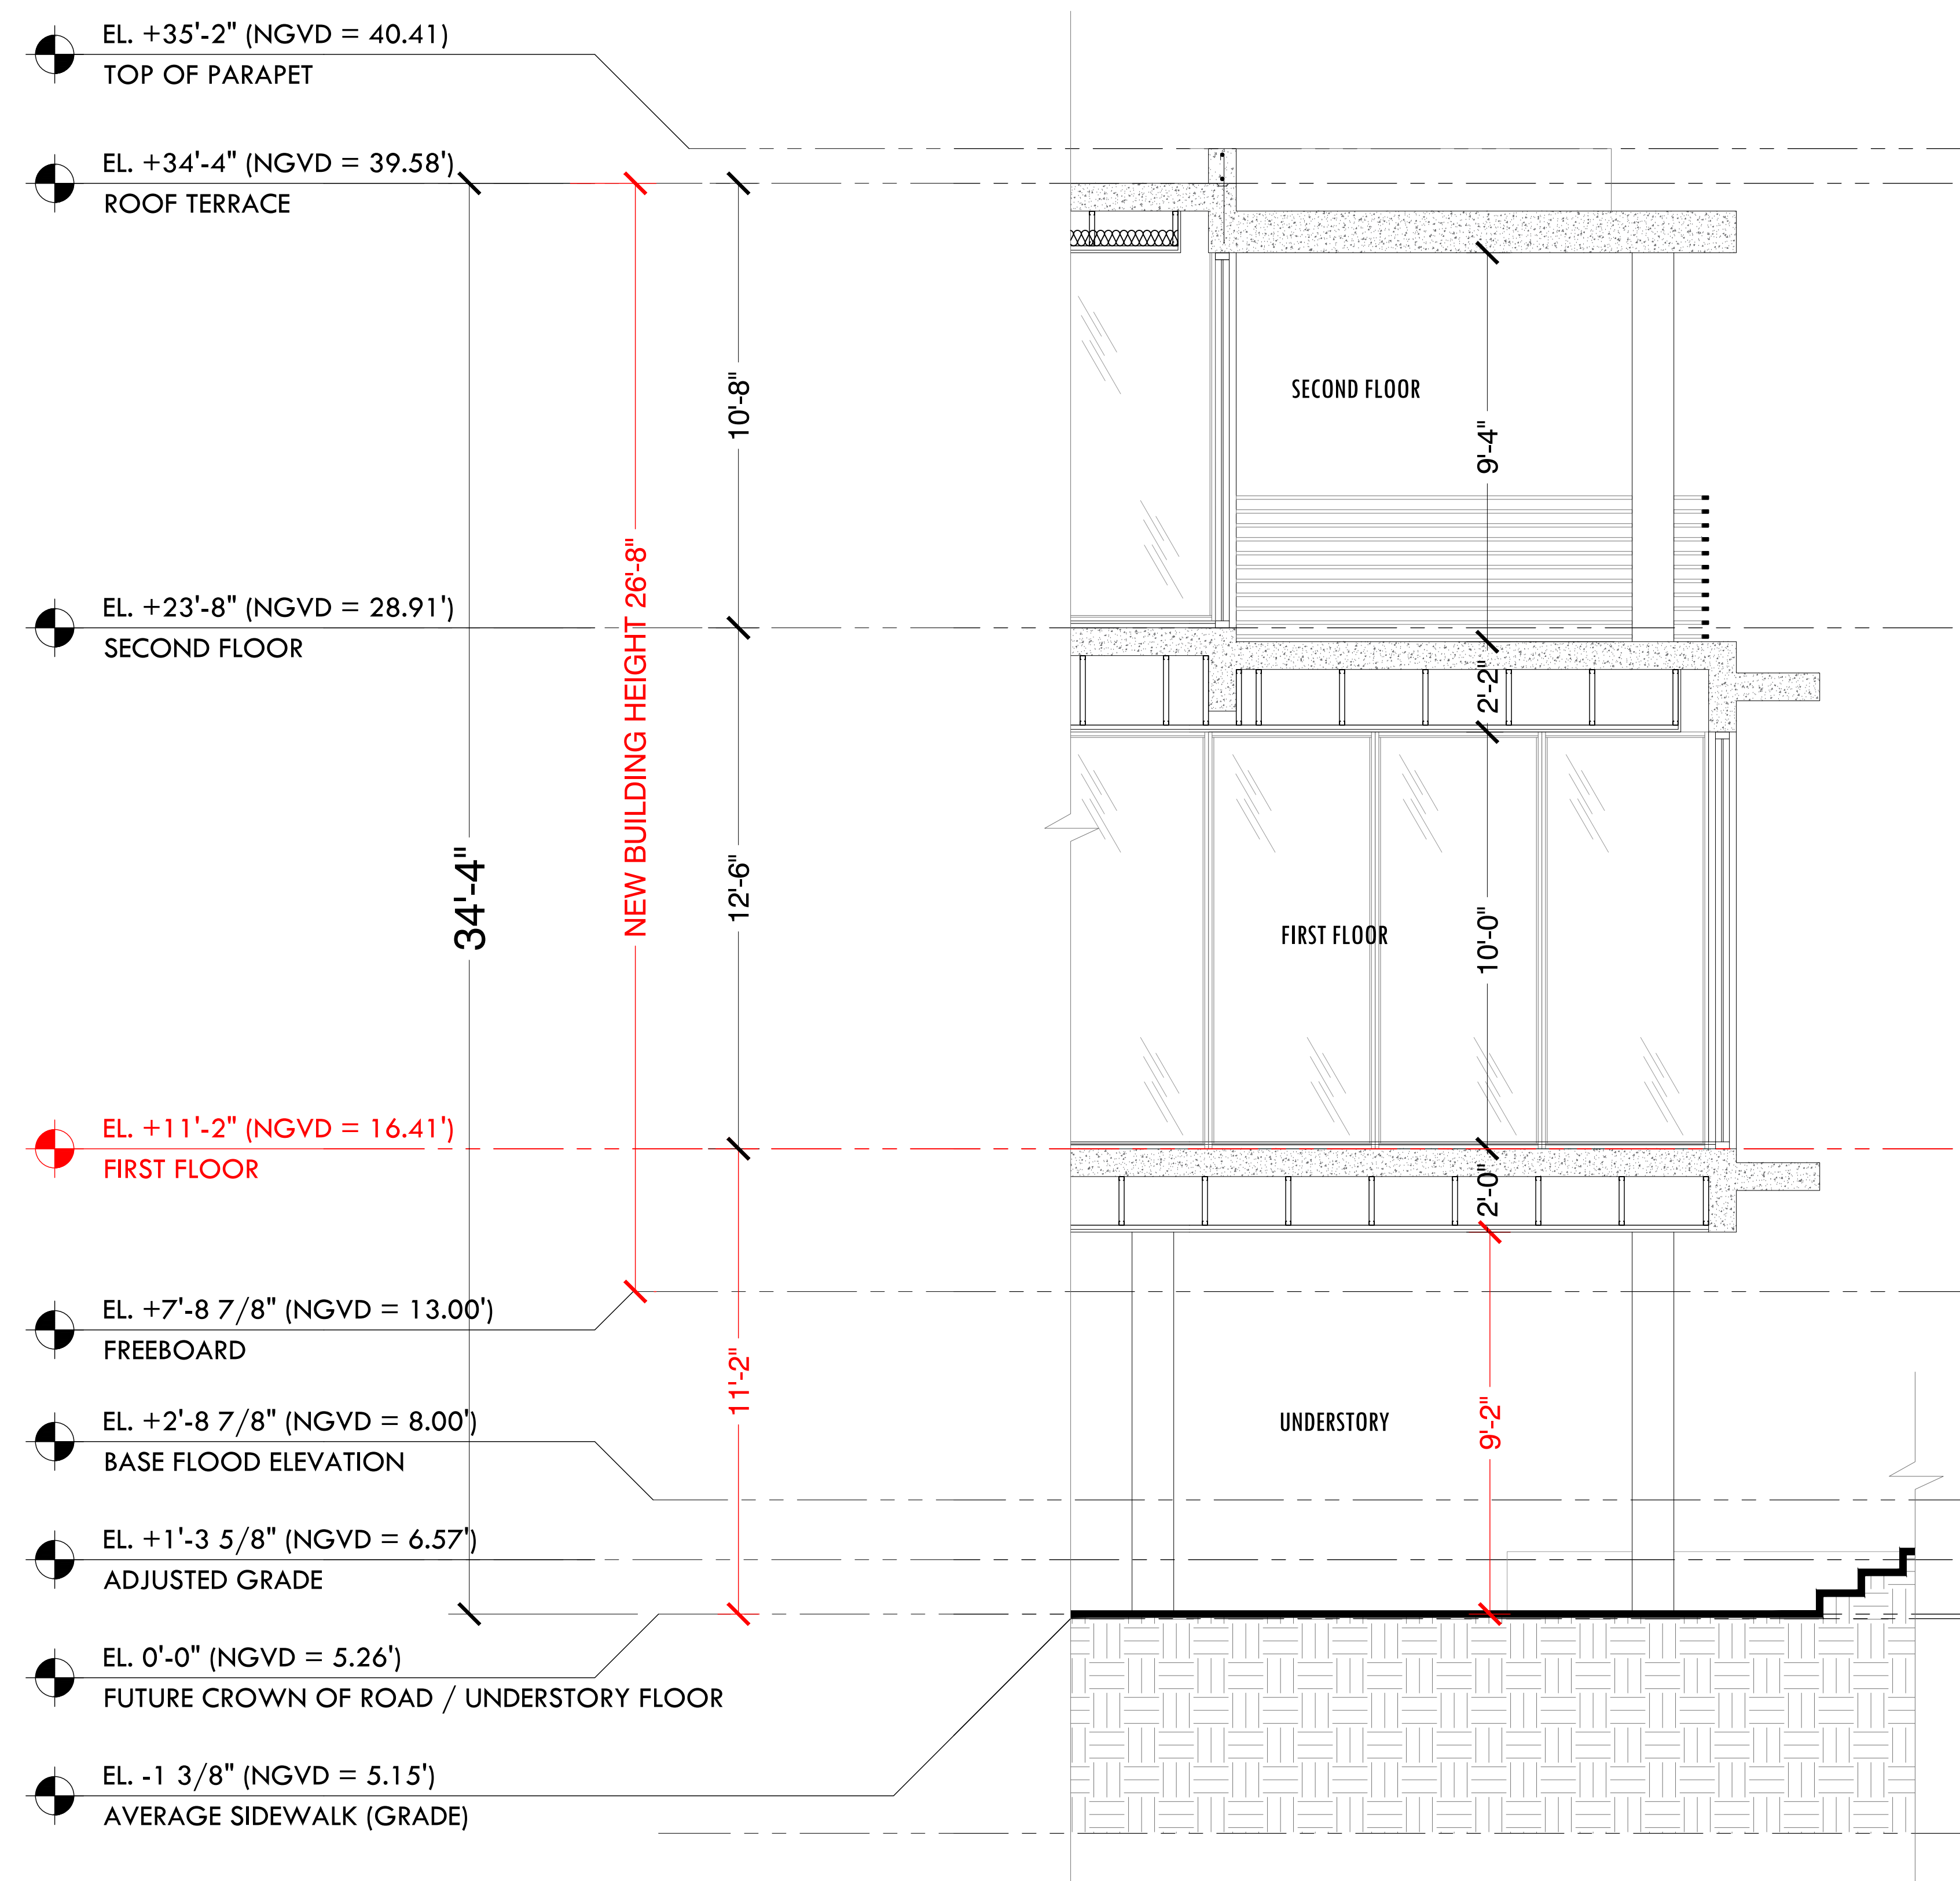 EL. +35'-2" (NGVD = 40.41)
TOP OF PARAPET
EL. +34'-4" (NGVD = 39.58')
ROOF TERRACE
10'-8"
SECOND FLOOR
9'-4"
EL. +23'-8" (NGVD = 28.91')
SECOND FLOOR
NEW BUILDING HEIGHT 26'-8"
2'-2"
34'-4"
12'-6"
FIRST FLOOR
10'-0"
EL. +11'-2" (NGVD = 16.41')
FIRST FLOOR
2'-0"
EL. +7'-8 7/8" (NGVD = 13.00')
FREEBOARD
11'-2"
EL. +2'-8 7/8" (NGVD = 8.00')
BASE FLOOD ELEVATION
UNDERSTORY
9'-2"
EL. +1'-3 5/8" (NGVD = 6.57')
ADJUSTED GRADE
EL. 0'-0" (NGVD = 5.26')
FUTURE CROWN OF ROAD / UNDERSTORY FLOOR
EL. -1 3/8" (NGVD = 5.15')
AVERAGE SIDEWALK (GRADE)